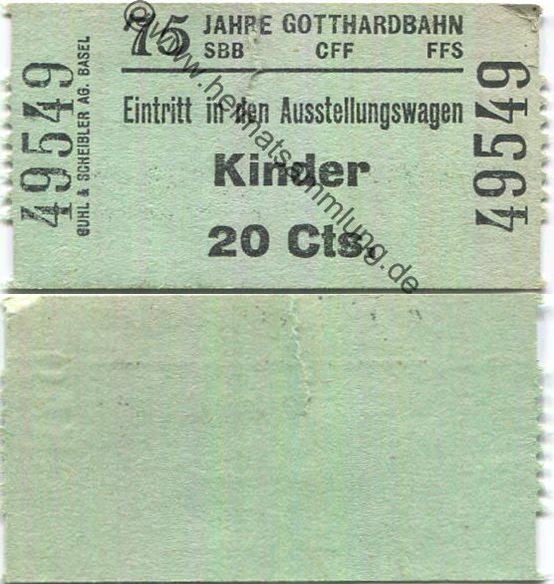 75 JAHRE GOTTHARDBAHN
SBB CFF FFS
Eintritt in den Ausstellungswagen
Kinder
20 Cts.
49549
BUHL & SCHEIBLER AG. BASEL
49549
©www.heimatsammlung.de